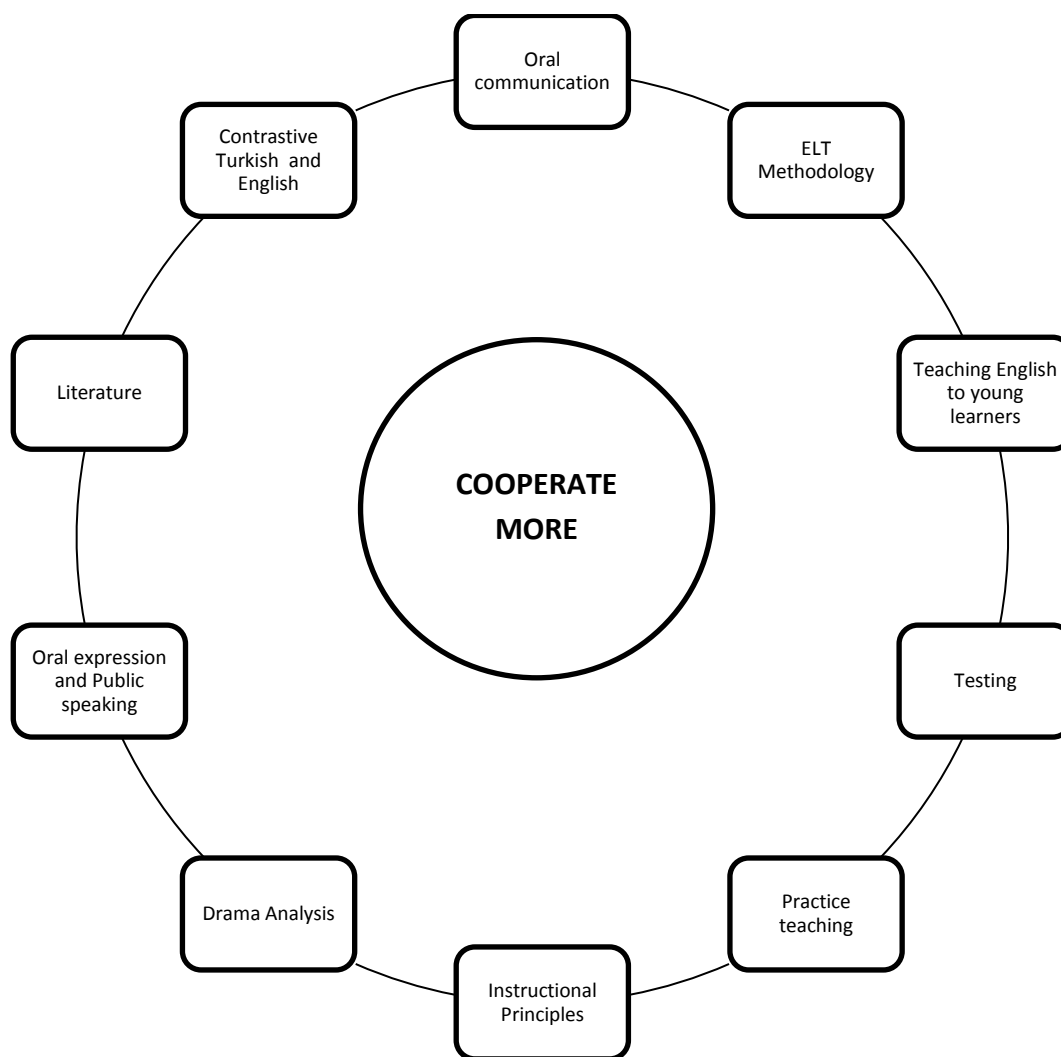 Oral
communication
ELT
Methodology
Teaching English
to young
learners
Testing
Practice
teaching
Instructional
Principles
Drama Analysis
Oral expression
and Public
speaking
Literature
Contrastive
Turkish and
English
COOPERATE
MORE